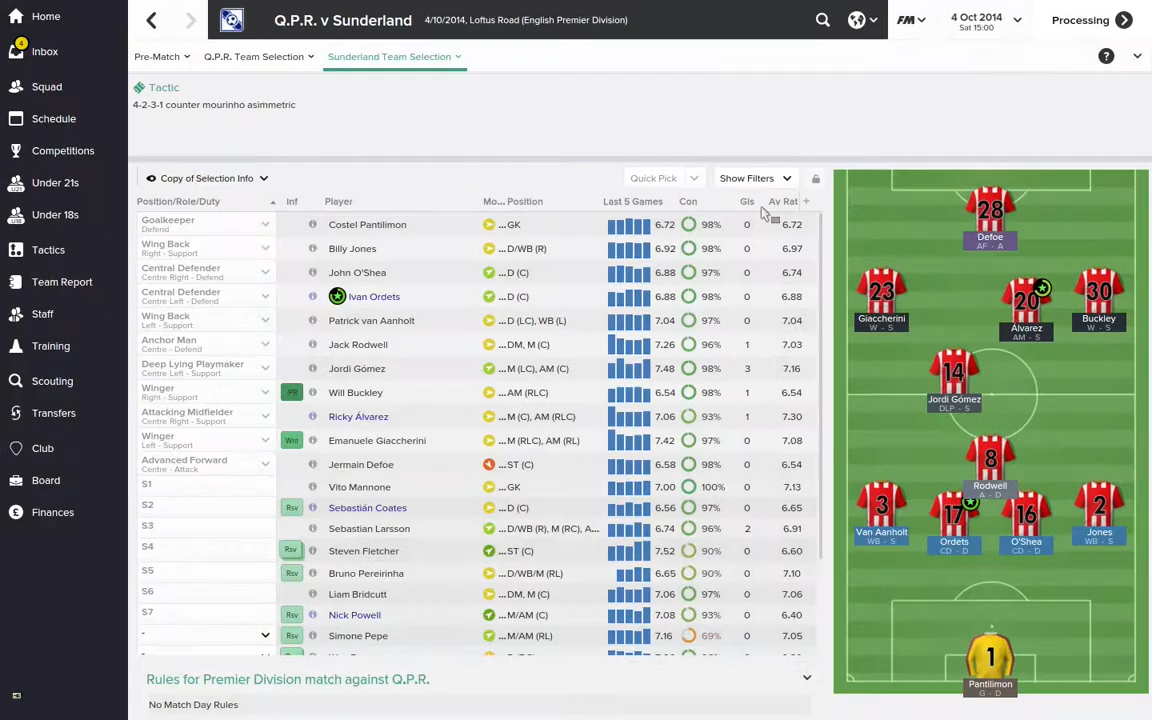 Home
4
Inbox
Squad
Schedule
Competitions
U21
Under 21s
U18
Under 18s
Tactics
Team Report
Staff
Training
Scouting
Transfers
Club
Board
Finances
Q.P.R. v Sunderland
4/10/2014, Loftus Road (English Premier Division)
FM
4 Oct 2014
Sat 15:00
Processing
Pre-Match
Q.P.R. Team Selection
Sunderland Team Selection
?
Tactic
4-2-3-1 counter mourinho asimmetric
Copy of Selection Info
Quick Pick
Show Filters
Position/Role/Duty Inf Player Mo... Position Last 5 Games Con Gls Av Rat +
Goalkeeper
Defend
Costel Pantilimon ... GK 6.72 98% 0 6.72
Wing Back
Right - Support
Billy Jones ... D/WB (R) 6.92 98% 0 6.97
Central Defender
Centre Right - Defend
John O'Shea ... D (C) 6.88 97% 0 6.74
Central Defender
Centre Left - Defend
Ivan Ordets ... D (C) 6.88 98% 0 6.88
Wing Back
Left - Support
Patrick van Aanholt ... D (LC), WB (L) 7.04 97% 0 7.04
Anchor Man
Centre - Defend
Jack Rodwell ... DM, M (C) 7.26 96% 1 7.03
Deep Lying Playmaker
Centre Left - Support
Jordi Gómez ... M (LC), AM (C) 7.48 98% 3 7.16
Winger
Right - Support
PR Will Buckley ... AM (RLC) 6.54 98% 1 6.54
Attacking Midfielder
Centre Right - Support
Ricky Álvarez ... M (C), AM (RLC) 7.06 93% 1 7.30
Winger
Left - Support
Wnt Emanuele Giaccherini ... M (RLC), AM (RL) 7.42 97% 0 7.08
Advanced Forward
Centre - Attack
Jermain Defoe ... ST (C) 6.58 98% 0 6.54
S1 Vito Mannone ... GK 7.00 100% 0 7.13
S2 Rsv Sebastián Coates ... D (C) 6.56 97% 0 6.65
S3 Sebastian Larsson ... D/WB (R), M (RC), A... 6.74 96% 2 6.91
S4 Rsv Steven Fletcher ... ST (C) 7.52 90% 0 6.60
S5 Rsv Bruno Pereirinha ... D/WB/M (RL) 6.65 90% 0 7.10
S6 Liam Bridcutt ... DM, M (C) 7.06 97% 0 7.06
S7 Rsv Nick Powell ... M/AM (C) 7.08 93% 0 6.40
- Rsv Simone Pepe ... M/AM (RL) 7.16 69% 0 7.05
Rules for Premier Division match against Q.P.R.
No Match Day Rules
28
Defoe
AF - A
23
Giaccherini
W - S
20
Álvarez
AM - S
30
Buckley
W - S
14
Jordi Gómez
DLP - S
8
Rodwell
A - D
3
Van Aanholt
WB - S
17
Ordets
CD - D
16
O'Shea
CD - D
2
Jones
WB - S
1
Pantilimon
G - D